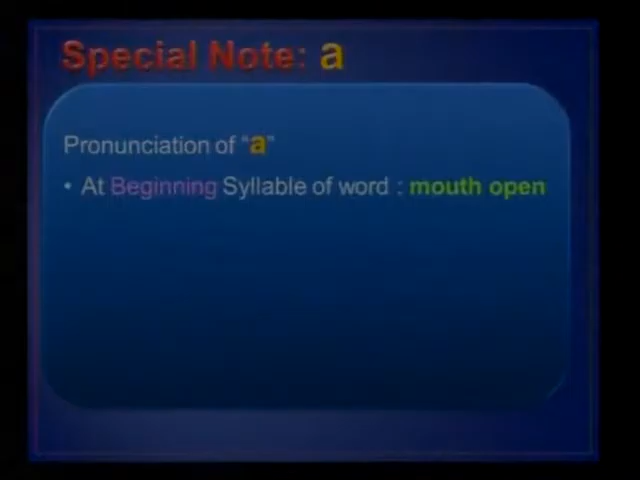 Special Note: a
Pronunciation of "a"
• At Beginning Syllable of word : mouth open